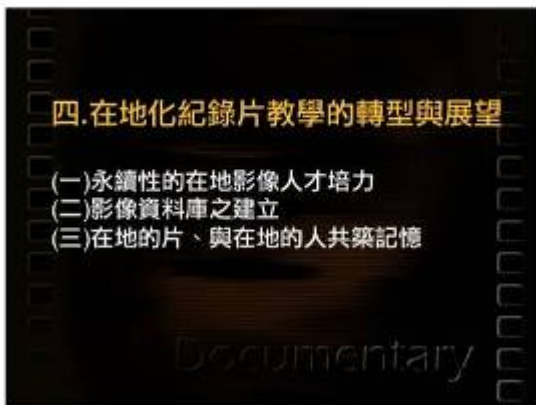 四.在地化紀錄片教學的轉型與展望
(一)永續性的在地影像人才培力
(二)影像資料庫之建立
(三)在地的片、與在地的人共築記憶
Documentary